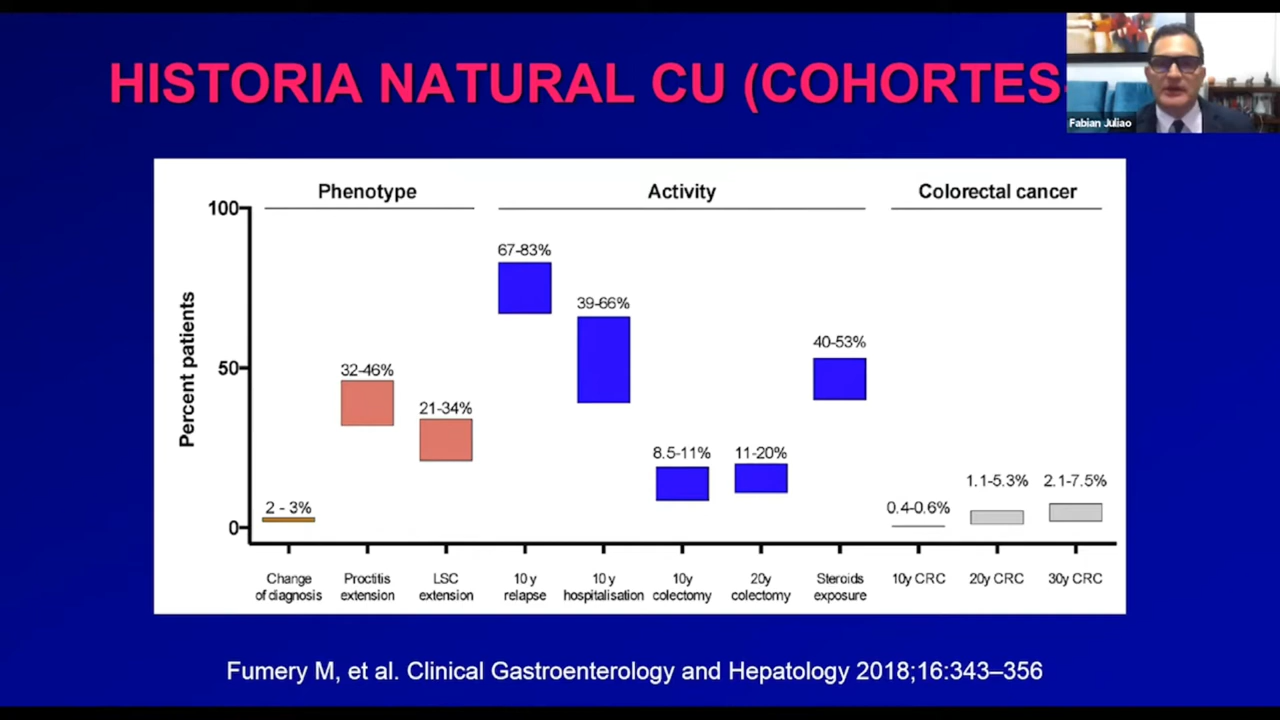 HISTORIA NATURAL CU (COHORTES-
Fabian Juliao
Phenotype
Activity
Colorectal cancer
Percent patients
100
50
0
2 - 3%
32-46%
21-34%
67-83%
39-66%
8.5-11%
11-20%
40-53%
0.4-0.6%
1.1-5.3%
2.1-7.5%
Change
of diagnosis
Proctitis
extension
LSC
extension
10 y
relapse
10 y
hospitalisation
10y
colectomy
20y
colectomy
Steroids
exposure
10y CRC
20y CRC
30y CRC
Fumery M, et al. Clinical Gastroenterology and Hepatology 2018;16:343–356